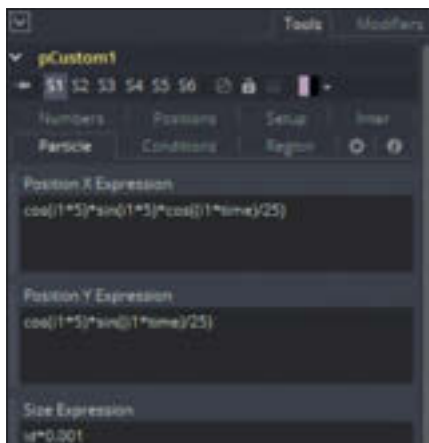 Tools Modifiers
pCustom1
S1 S2 S3 S4 S5 S6
Numbers Positions Setup Inter
Particle Conditions Region
Position X Expression
cos(i1*5)*sin(i1*5)*cos((i1*time)/25)
Position Y Expression
cos(i1*5)*sin((i1*time)/25)
Size Expression
id*0.001